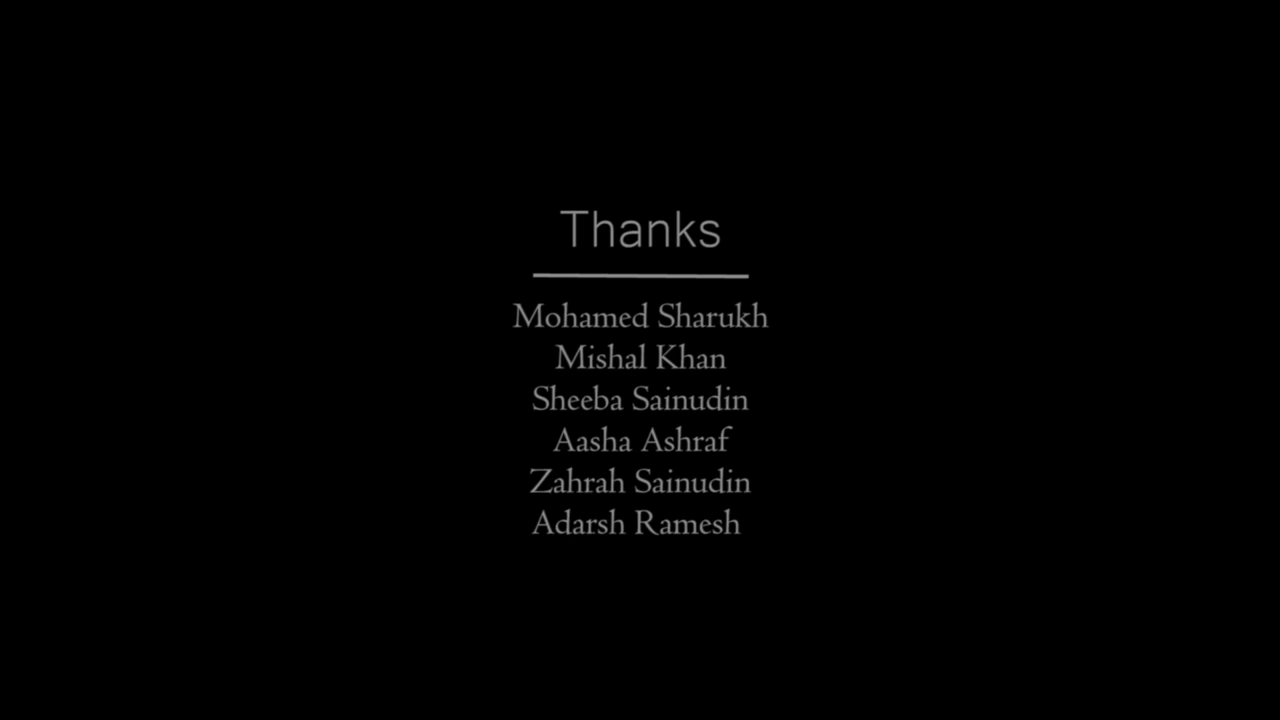 Thanks
Mohamed Sharukh
Mishal Khan
Sheeba Sainudin
Aasha Ashraf
Zahrah Sainudin
Adarsh Ramesh